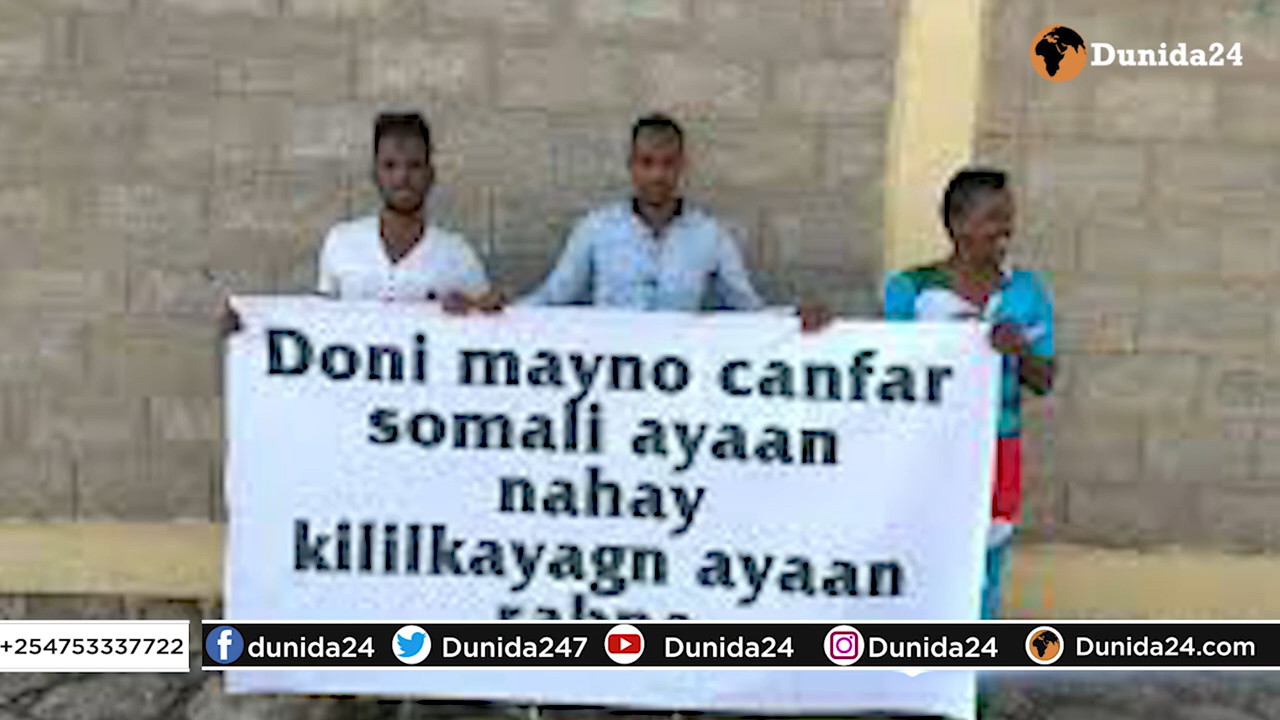 Dunida24
Doni mayno canfar
somali ayaan
nahay
kililkayagn ayaan
+254753337722
dunida24
Dunida247
Dunida24
Dunida24
Dunida24.com